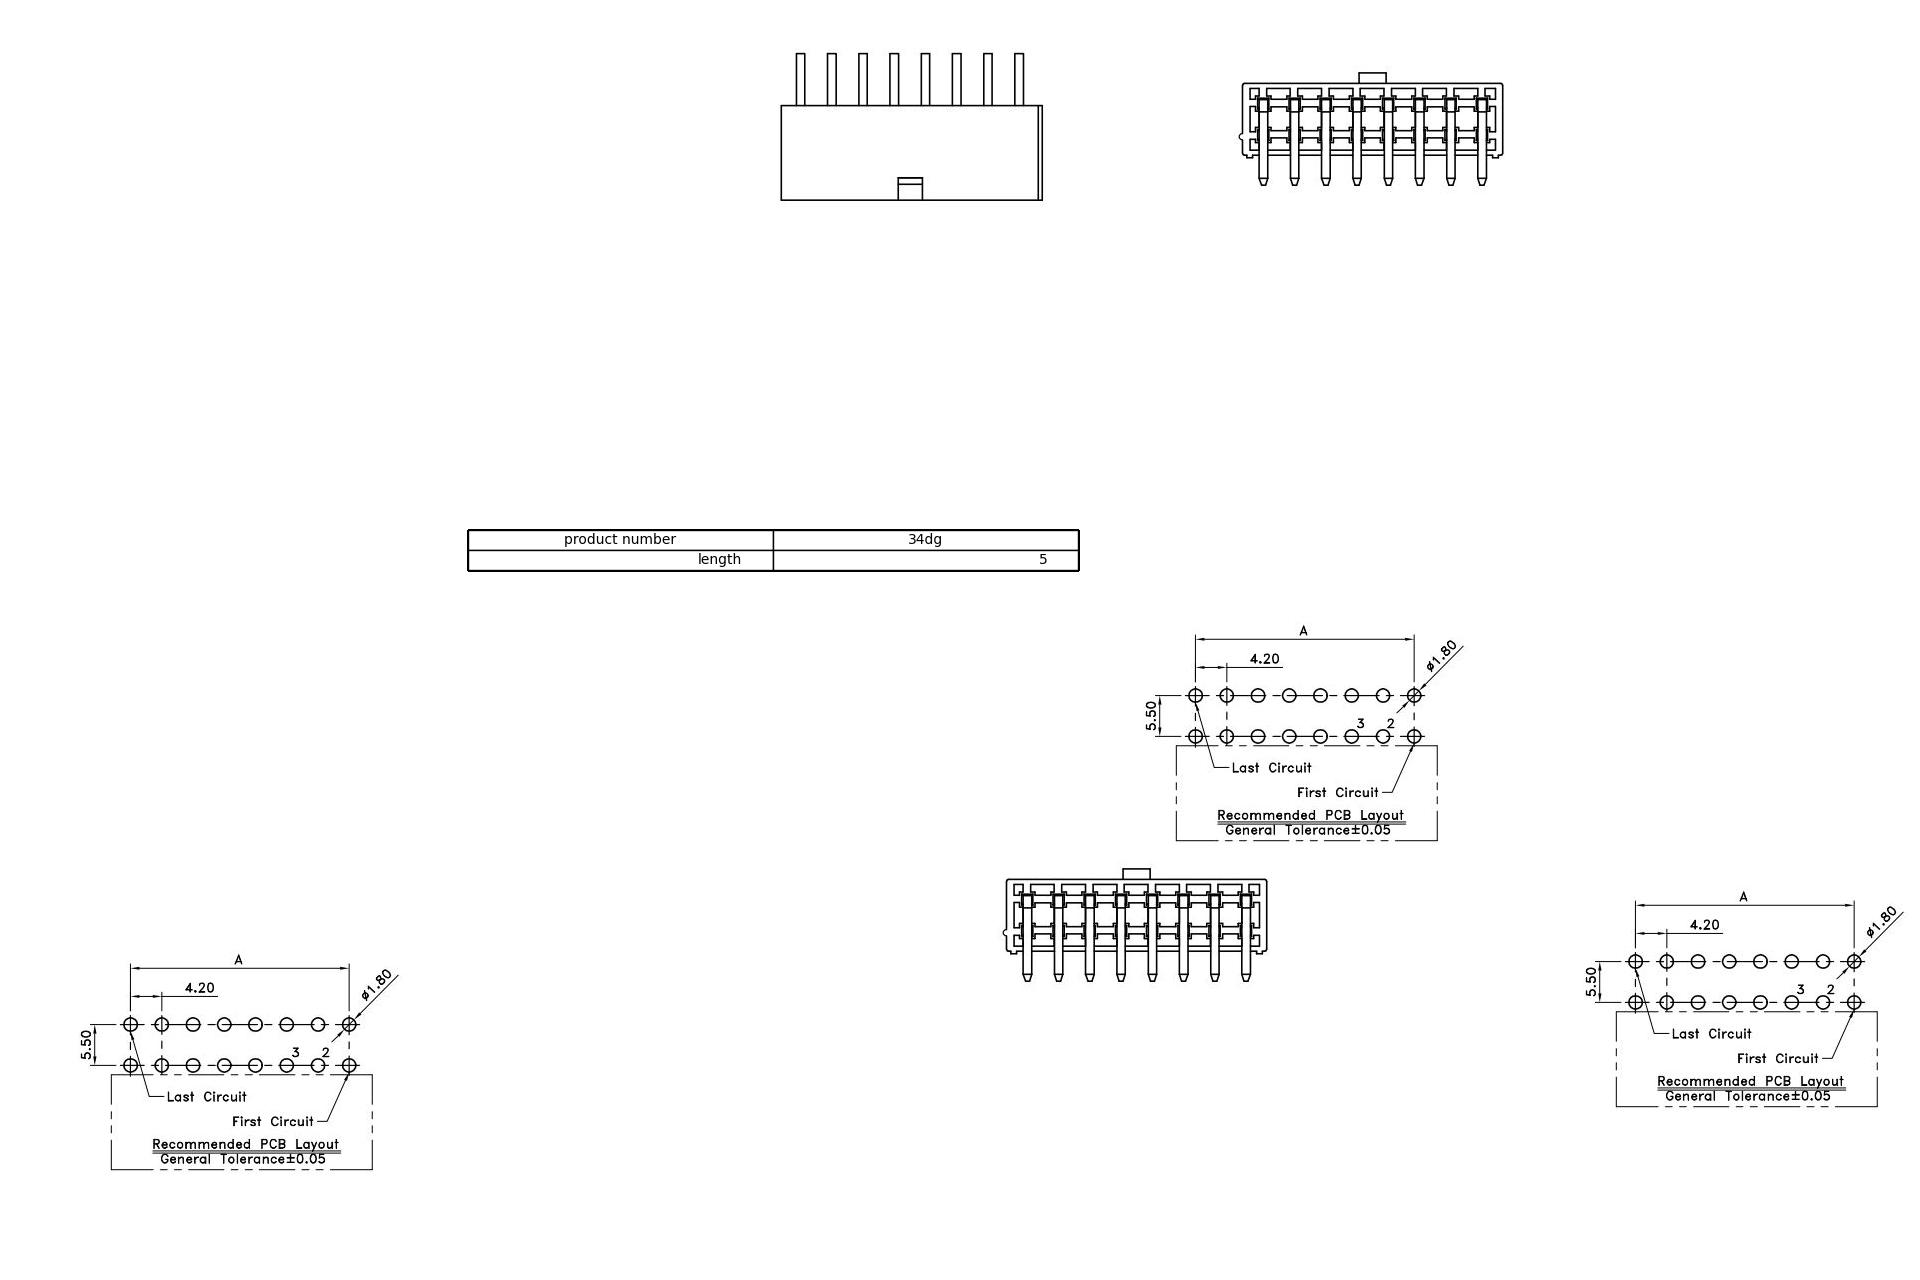 product number 34dg
length 5
A
4.20
ø1.80
5.50
3 2
Last Circuit
First Circuit
Recommended PCB Layout
General Tolerance±0.05
A
4.20
ø1.80
5.50
3 2
Last Circuit
First Circuit
Recommended PCB Layout
General Tolerance±0.05
A
4.20
ø1.80
5.50
3 2
Last Circuit
First Circuit
Recommended PCB Layout
General Tolerance±0.05